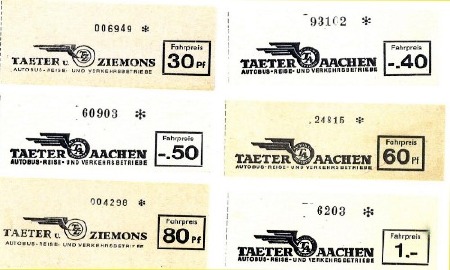 006949 *
Fahrpreis
TAETER u. ZIEMONS
30 Pf
AUTOBUS-REISE- UND VERKEHRSBETRIEBE
93102 *
Fahrpreis
TAETER AACHEN
-.40
AUTOBUS-REISE-UND VERKEHRSBETRIEBE
60903 *
Fahrpreis
TAETER AACHEN
-.50
AUTOBUS-REISE-UND VERKEHRSBETRIEBE
24815 *
Fahrpreis
TAETER AACHEN
60 Pf
AUTOBUS-REISE-UND VERKEHRSBETRIEBE
004298 *
Fahrpreis
TAETER u. ZIEMONS
80 Pf
AUTOBUS-REISE- UND VERKEHRSBETRIEBE
6203 *
Fahrpreis
TAETER AACHEN
1.-
AUTOBUS-REISE-UND VERKEHRSBETRIEBE